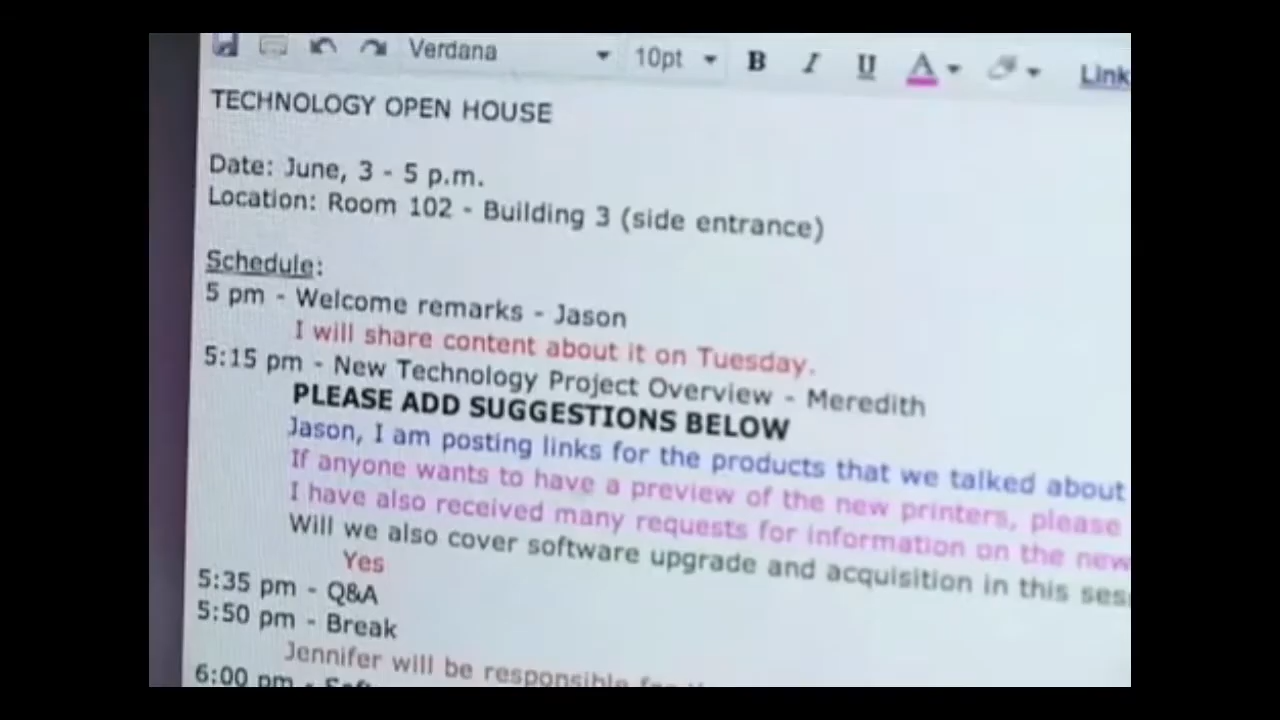 Verdana 10pt B I U A Link
TECHNOLOGY OPEN HOUSE
Date: June, 3 - 5 p.m.
Location: Room 102 - Building 3 (side entrance)
Schedule:
5 pm - Welcome remarks - Jason
I will share content about it on Tuesday.
5:15 pm - New Technology Project Overview - Meredith
PLEASE ADD SUGGESTIONS BELOW
Jason, I am posting links for the products that we talked about
If anyone wants to have a preview of the new printers, please
I have also received many requests for information on the new
Will we also cover software upgrade and acquisition in this
Yes
5:35 pm - Q&A
5:50 pm - Break
Jennifer will be responsible
6:00 pm -